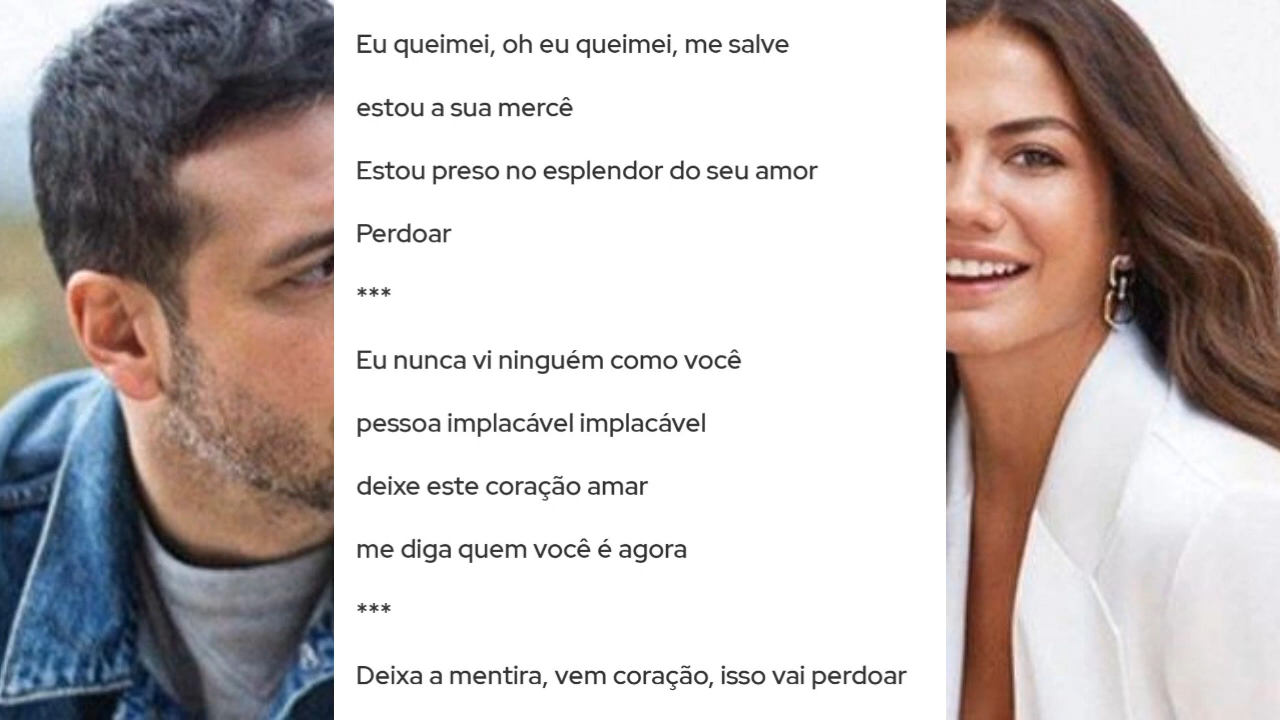 Eu queimei, oh eu queimei, me salve
estou a sua mercê
Estou preso no esplendor do seu amor
Perdoar
***
Eu nunca vi ninguém como você
pessoa implacável implacável
deixe este coração amar
me diga quem você é agora
***
Deixa a mentira, vem coração, isso vai perdoar